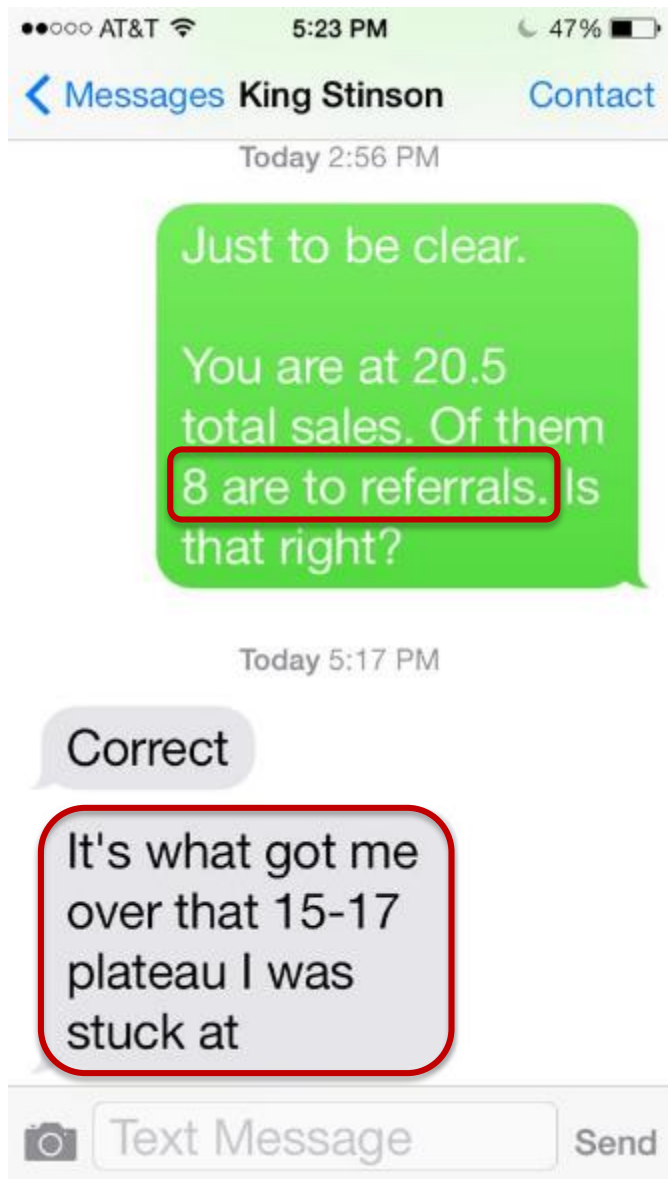 AT&T 5:23 PM 47%
Messages King Stinson Contact
Today 2:56 PM
Just to be clear.
You are at 20.5
total sales. Of them
8 are to referrals. Is
that right?
Today 5:17 PM
Correct
It's what got me
over that 15-17
plateau I was
stuck at
Text Message Send